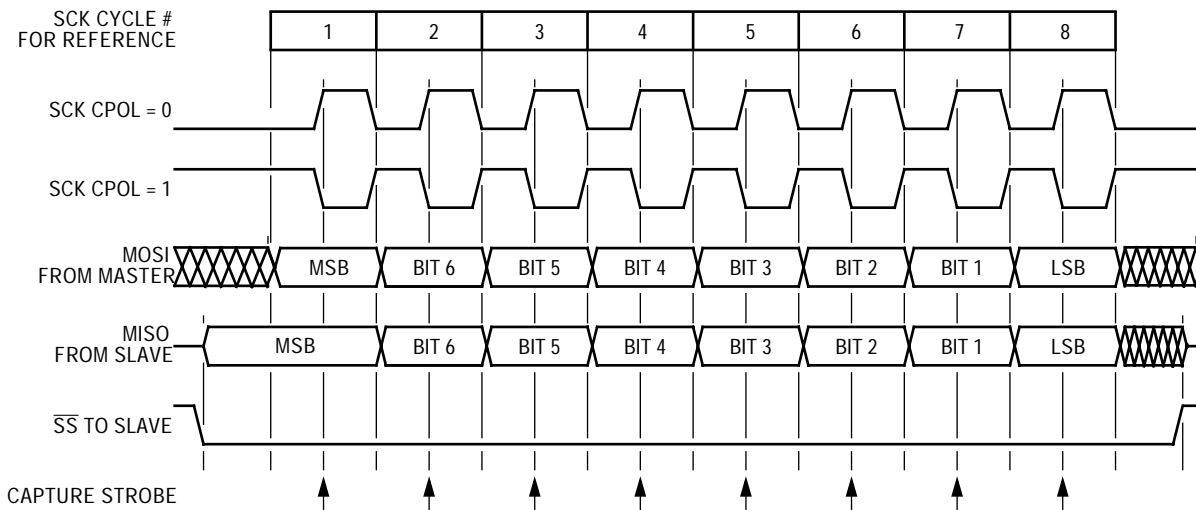 SCK CYCLE #
FOR REFERENCE
1 2 3 4 5 6 7 8
SCK CPOL = 0
SCK CPOL = 1
MOSI
FROM MASTER
MSB BIT 6 BIT 5 BIT 4 BIT 3 BIT 2 BIT 1 LSB
MISO
FROM SLAVE
MSB BIT 6 BIT 5 BIT 4 BIT 3 BIT 2 BIT 1 LSB
S̅S̅ TO SLAVE
CAPTURE STROBE